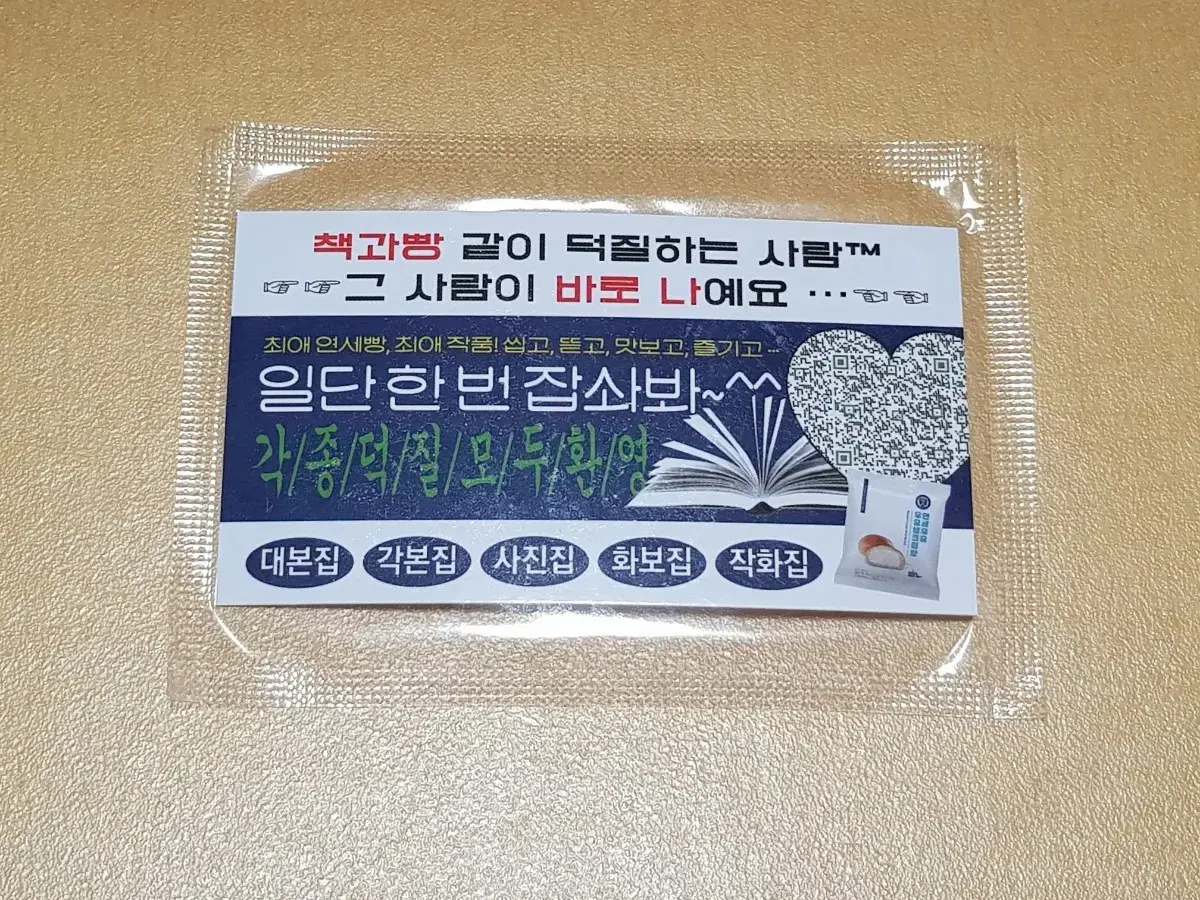 책과빵 같이 덕질하는 사람™
☞☞그 사람이 바로 나예요 …☜☜
최애 연세빵, 최애 작품! 씹고, 뜯고, 맛보고, 즐기고…
일단 한 번 잡솨봐~^^
각/종/덕/질/모/두/환/영
대본집 각본집 사진집 화보집 작화집